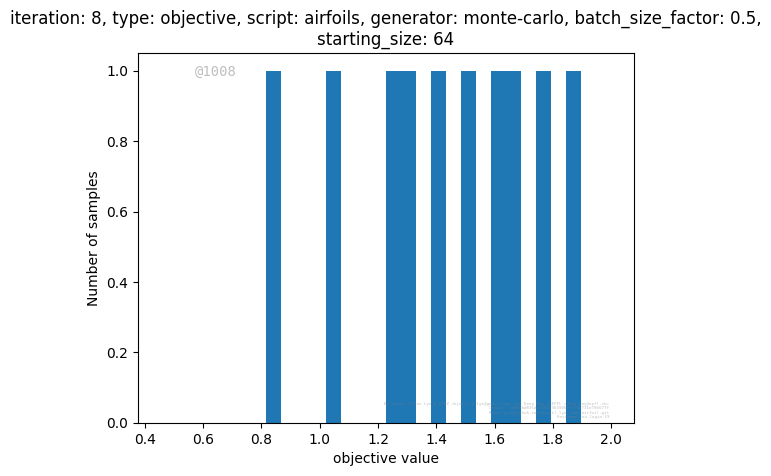 iteration: 8, type: objective, script: airfoils, generator: monte-carlo, batch_size_factor: 0.5,
starting_size: 64
@1008
1.0
0.8
0.6
0.4
0.2
0.0
Number of samples
0.4 0.6 0.8 1.0 1.2 1.4 1.6 1.8 2.0
objective value